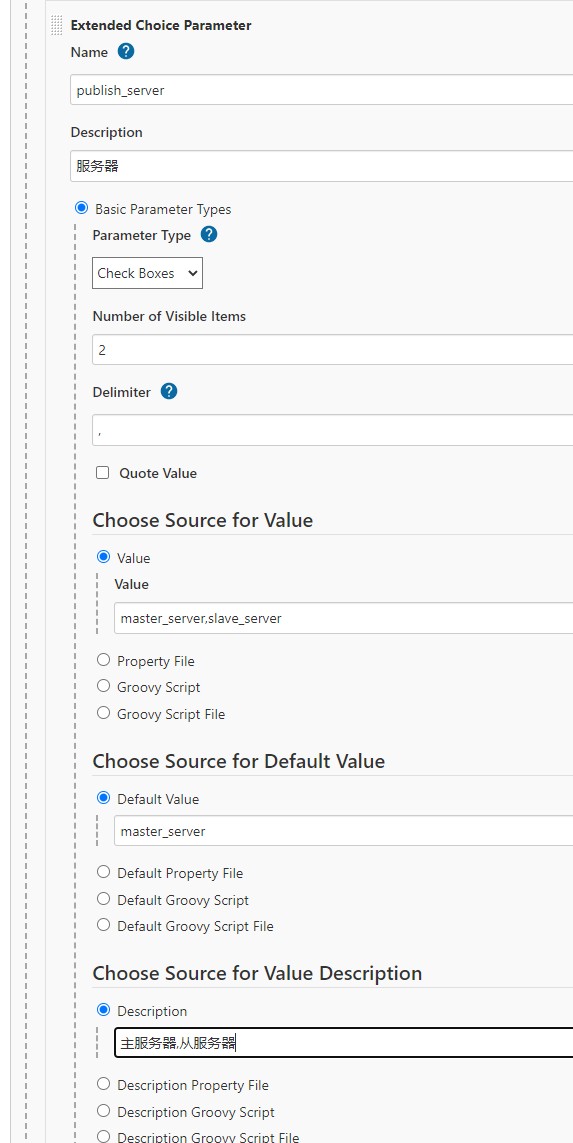 Extended Choice Parameter
Name ?
publish_server
Description
服务器
Basic Parameter Types
Parameter Type ?
Check Boxes
Number of Visible Items
2
Delimiter ?
,
Quote Value
Choose Source for Value
Value
Value
master_server,slave_server
Property File
Groovy Script
Groovy Script File
Choose Source for Default Value
Default Value
master_server
Default Property File
Default Groovy Script
Default Groovy Script File
Choose Source for Value Description
Description
主服务器,从服务器
Description Property File
Description Groovy Script
Description Groovy Script File